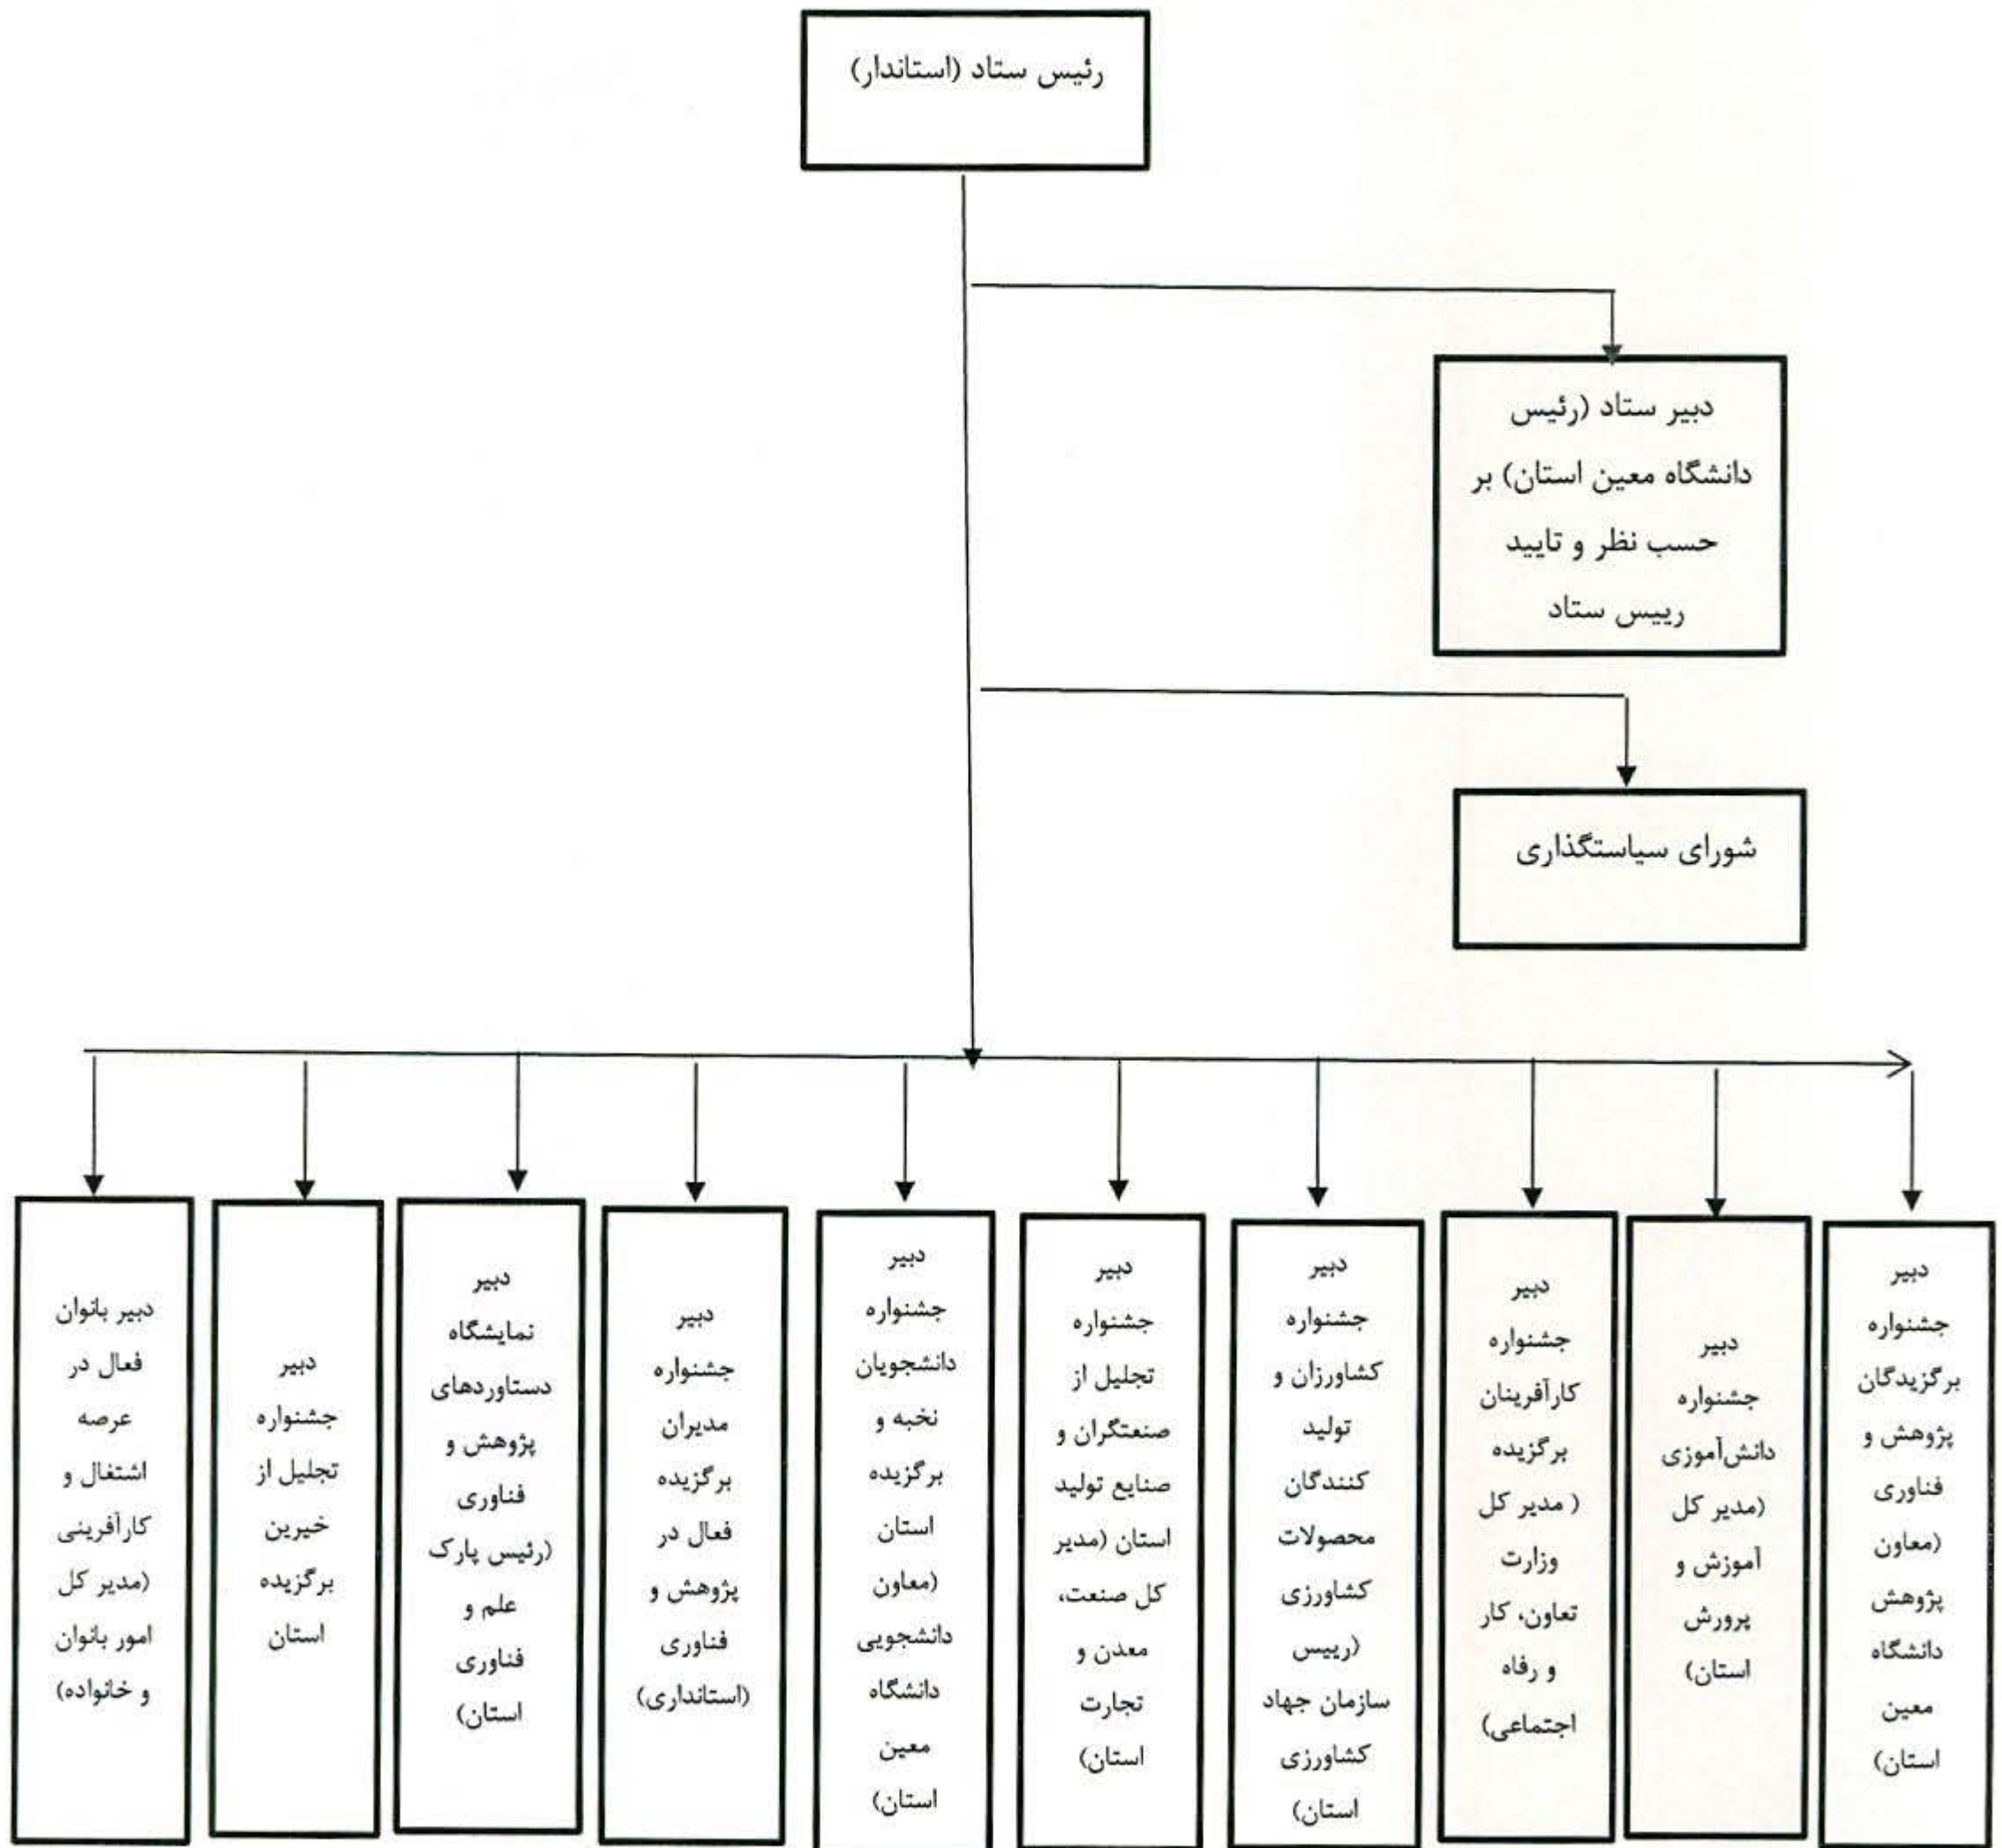 رئیس ستاد (استاندار)
دبیر ستاد (رئیس
دانشگاه معین استان) بر
حسب نظر و تایید
رییس ستاد
شورای سیاستگذاری
دبیر
جشنواره
برگزیدگان
پژوهش و
فناوری
(معاون
پژوهش
دانشگاه
معین
استان)
دبیر
جشنواره
دانش‌آموزی
(مدیر کل
آموزش و
پرورش
استان)
دبیر
جشنواره
کارآفرینان
برگزیده
( مدیر کل
وزارت
تعاون، کار
و رفاه
اجتماعی)
دبیر
جشنواره
کشاورزان و
تولید
کنندگان
محصولات
کشاورزی
(رییس
سازمان جهاد
کشاورزی
استان)
دبیر
جشنواره
تجلیل از
صنعتگران و
صنایع تولید
استان (مدیر
کل صنعت،
معدن و
تجارت
استان)
دبیر
جشنواره
دانشجویان
نخبه و
برگزیده
استان
(معاون
دانشجویی
دانشگاه
معین
استان)
دبیر
جشنواره
مدیران
برگزیده
فعال در
پژوهش و
فناوری
(استانداری)
دبیر
نمایشگاه
دستاوردهای
پژوهش و
فناوری
(رئیس پارک
علم و
فناوری
استان)
دبیر
جشنواره
تجلیل از
خیرین
برگزیده
استان
دبیر بانوان
فعال در
عرصه
اشتغال و
کارآفرینی
(مدیر کل
امور بانوان
و خانواده)